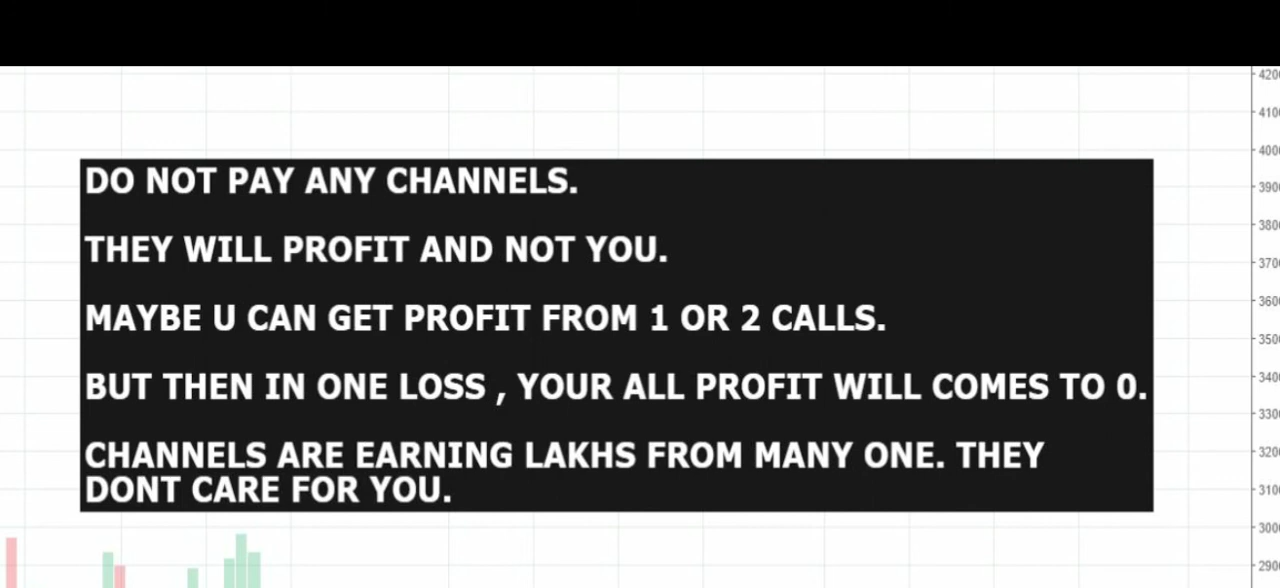 DO NOT PAY ANY CHANNELS.
THEY WILL PROFIT AND NOT YOU.
MAYBE U CAN GET PROFIT FROM 1 OR 2 CALLS.
BUT THEN IN ONE LOSS , YOUR ALL PROFIT WILL COMES TO 0.
CHANNELS ARE EARNING LAKHS FROM MANY ONE. THEY
DONT CARE FOR YOU.